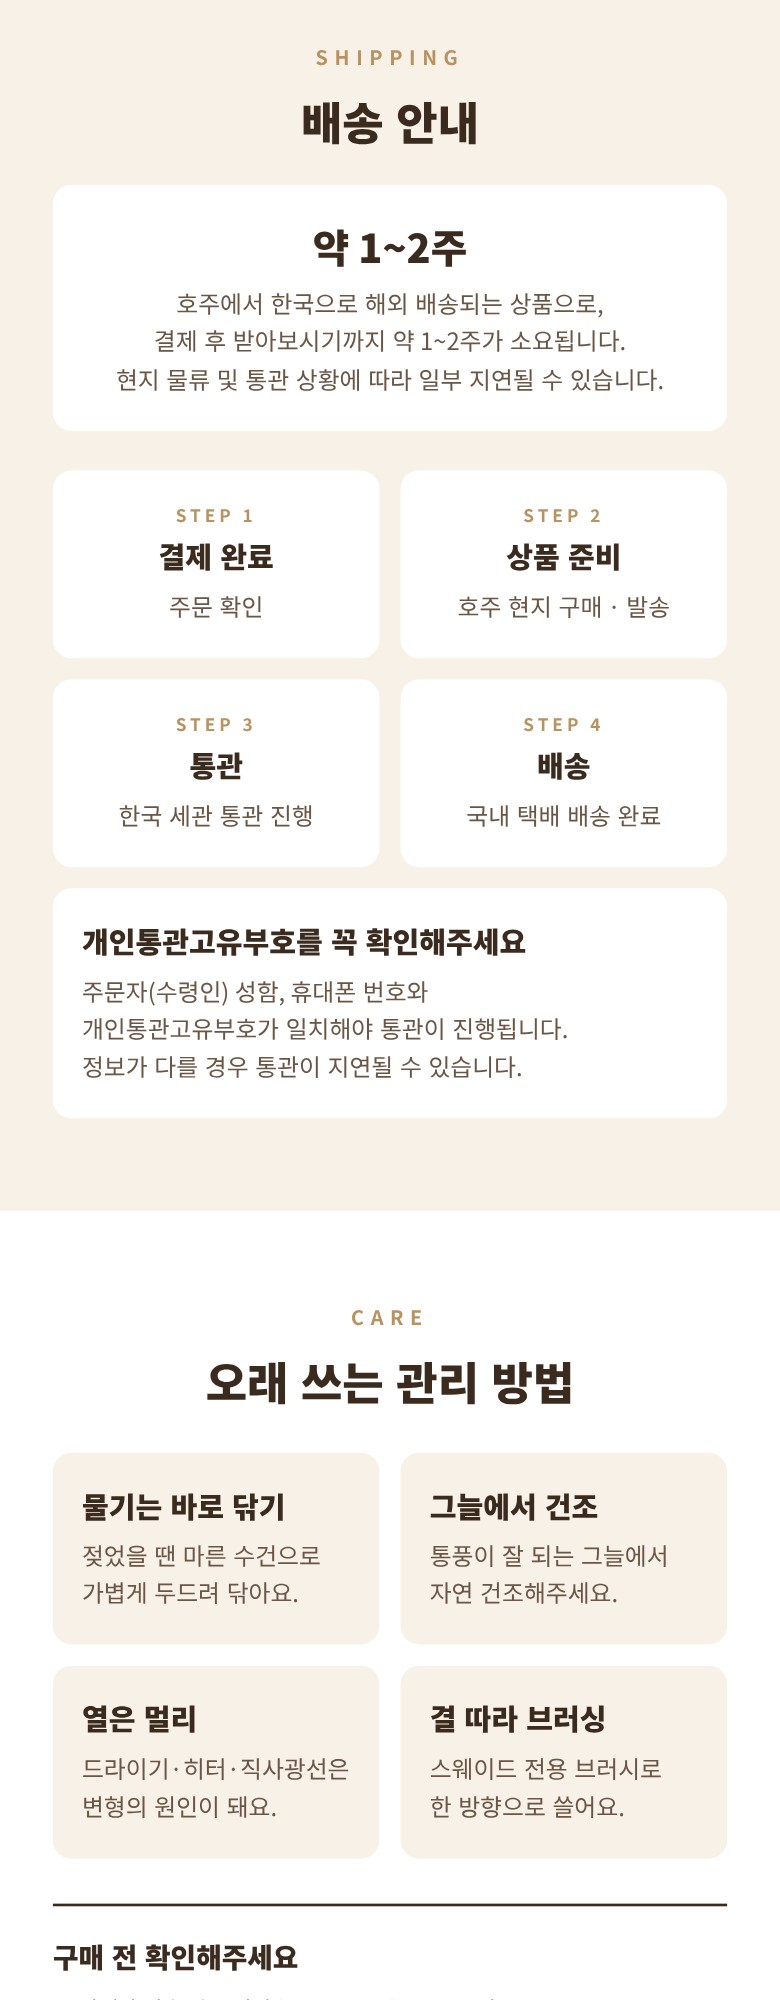 SHIPPING
배송 안내
약 1~2주
호주에서 한국으로 해외 배송되는 상품으로,
결제 후 받아보시기까지 약 1~2주가 소요됩니다.
현지 물류 및 통관 상황에 따라 일부 지연될 수 있습니다.
STEP 1
결제 완료
주문 확인
STEP 2
상품 준비
호주 현지 구매 · 발송
STEP 3
통관
한국 세관 통관 진행
STEP 4
배송
국내 택배 배송 완료
개인통관고유부호를 꼭 확인해주세요
주문자(수령인) 성함, 휴대폰 번호와
개인통관고유부호가 일치해야 통관이 진행됩니다.
정보가 다를 경우 통관이 지연될 수 있습니다.
CARE
오래 쓰는 관리 방법
물기는 바로 닦기
젖었을 땐 마른 수건으로
가볍게 두드려 닦아요.
그늘에서 건조
통풍이 잘 되는 그늘에서
자연 건조해주세요.
열은 멀리
드라이기·히터·직사광선은
변형의 원인이 돼요.
결 따라 브러싱
스웨이드 전용 브러시로
한 방향으로 쓸어요.
구매 전 확인해주세요